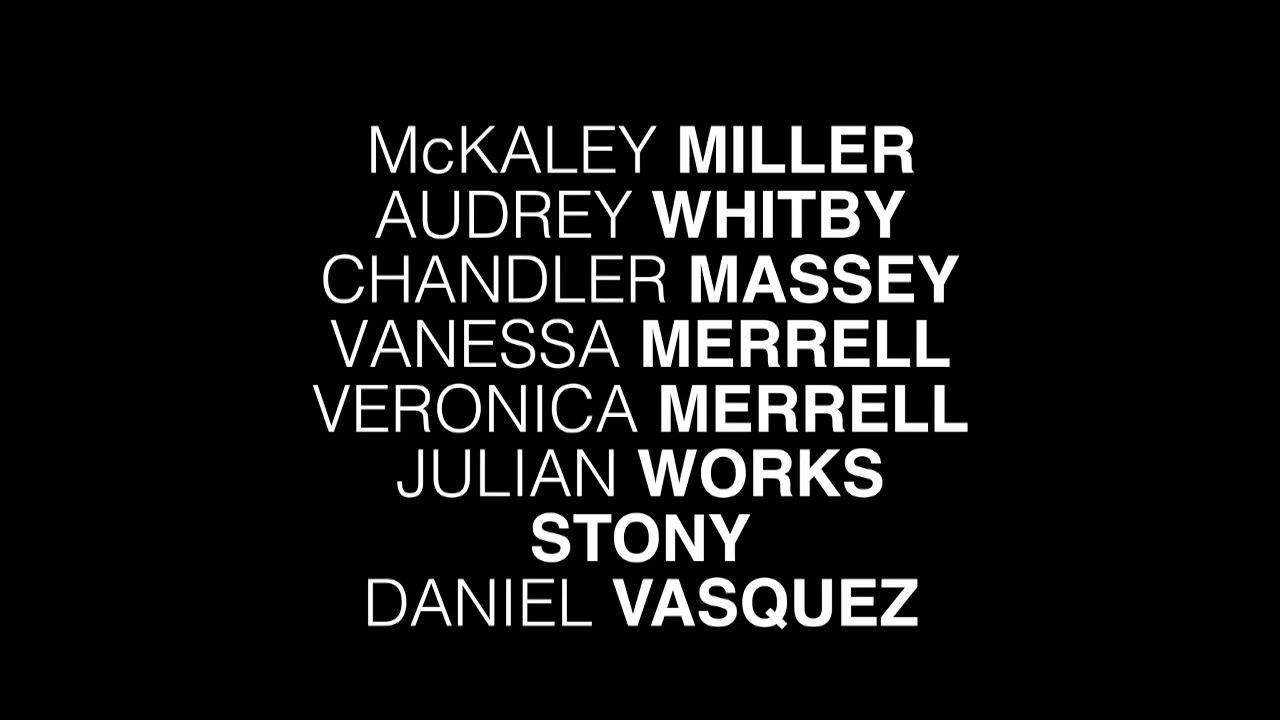 McKALEY MILLER
AUDREY WHITBY
CHANDLER MASSEY
VANESSA MERRELL
VERONICA MERRELL
JULIAN WORKS
STONY
DANIEL VASQUEZ